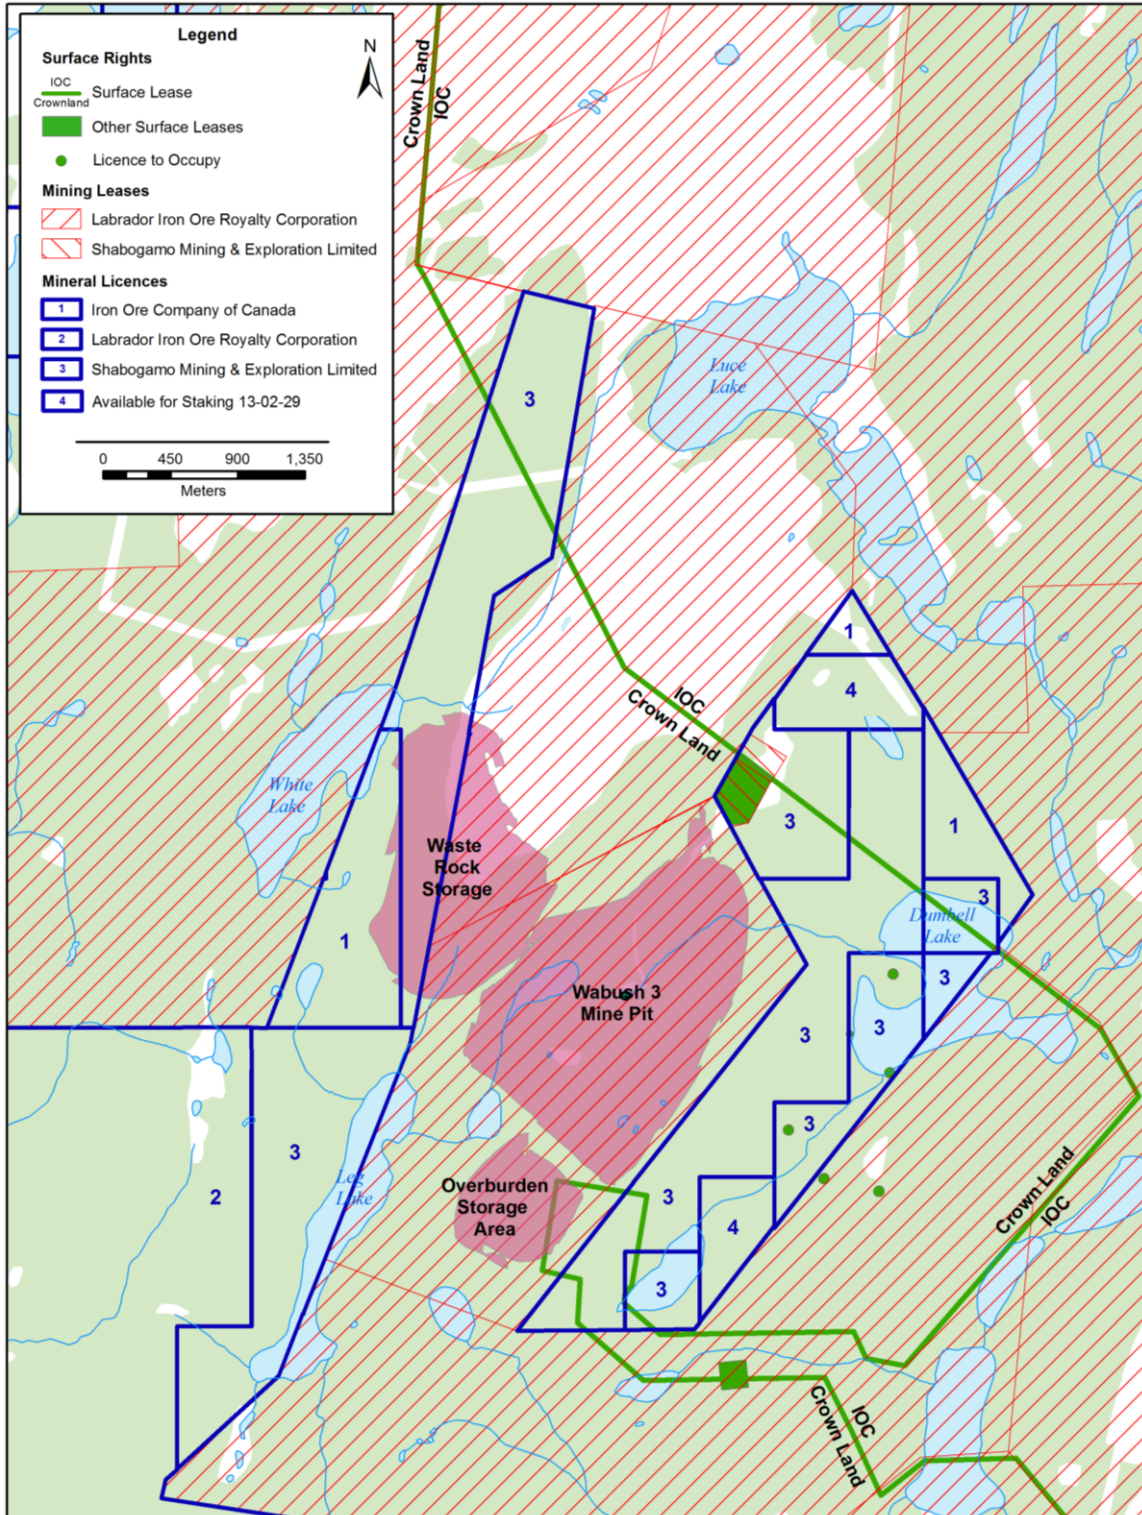 Legend
Surface Rights
IOC
Crownland
Surface Lease
Other Surface Leases
Licence to Occupy
Mining Leases
Labrador Iron Ore Royalty Corporation
Shabogamo Mining & Exploration Limited
Mineral Licences
1 Iron Ore Company of Canada
2 Labrador Iron Ore Royalty Corporation
3 Shabogamo Mining & Exploration Limited
4 Available for Staking 13-02-29
0 450 900 1,350
Meters
N
Crown Land
IOC
3
Luce
Lake
1
4
IOC
Crown Land
White
Lake
3
1
Waste
Rock
Storage
3
Dumbell
Lake
1
3
Wabush 3
Mine Pit
3
3
3
3
Leg
Lake
2
Overburden
Storage
Area
3
4
Crown Land
IOC
3
IOC
Crown Land